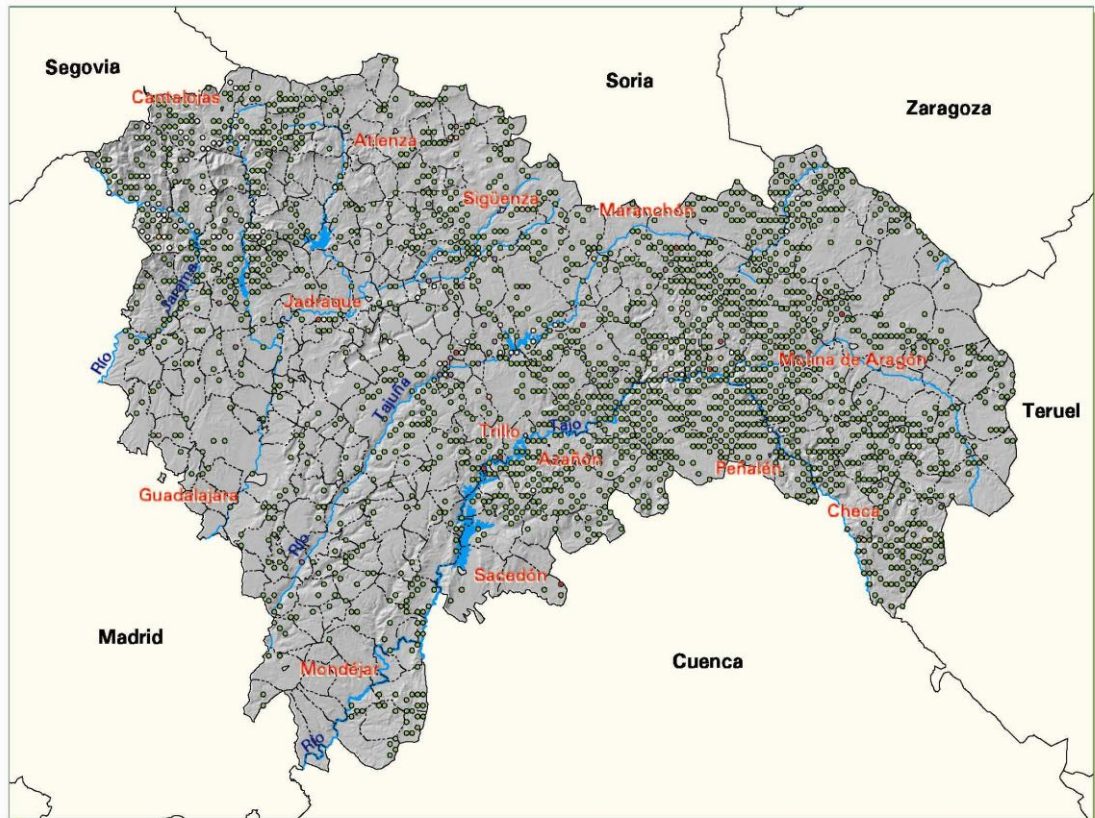 Segovia
Soria
Zaragoza
Cantalojas
Atienza
Sigüenza
Maranchón
Jarama
Río
Jadraque
Molina de Aragón
Tajuña
Teruel
Trillo
Tajo
Azañón
Peñalén
Guadalajara
Checa
Río
Sacedón
Madrid
Cuenca
Mondéjar
Río